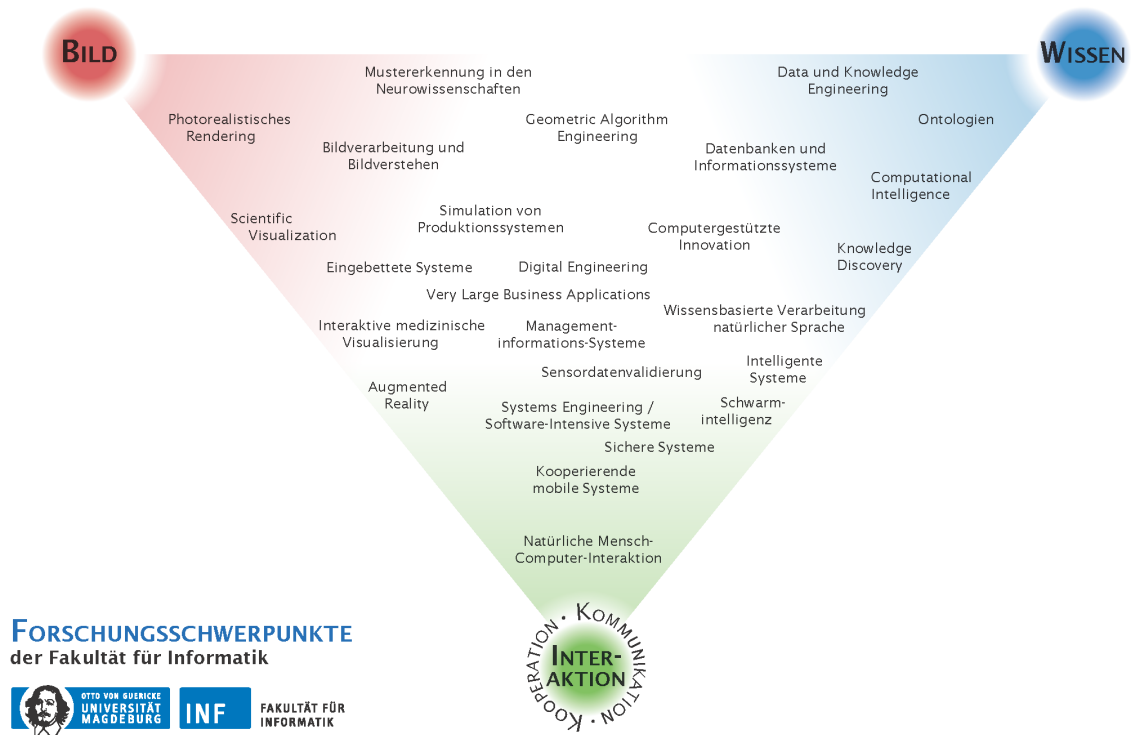 BILD
WISSEN
Mustererkennung in den
Neurowissenschaften
Data und Knowledge
Engineering
Photorealistisches
Rendering
Geometric Algorithm
Engineering
Ontologien
Bildverarbeitung und
Bildverstehen
Datenbanken und
Informationssysteme
Computational
Intelligence
Scientific
Visualization
Simulation von
Produktionssystemen
Computergestützte
Innovation
Knowledge
Discovery
Eingebettete Systeme
Digital Engineering
Very Large Business Applications
Wissensbasierte Verarbeitung
natürlicher Sprache
Interaktive medizinische
Visualisierung
Management-
informations-Systeme
Intelligente
Systeme
Sensordatenvalidierung
Augmented
Reality
Systems Engineering /
Software-Intensive Systeme
Schwarm-
intelligenz
Sichere Systeme
Kooperierende
mobile Systeme
Natürliche Mensch-
Computer-Interaktion
KOOPERATION · KOMMUNIKATION ·
INTER-
AKTION
FORSCHUNGSSCHWERPUNKTE
der Fakultät für Informatik
OTTO VON GUERICKE
UNIVERSITÄT
MAGDEBURG
INF
FAKULTÄT FÜR
INFORMATIK